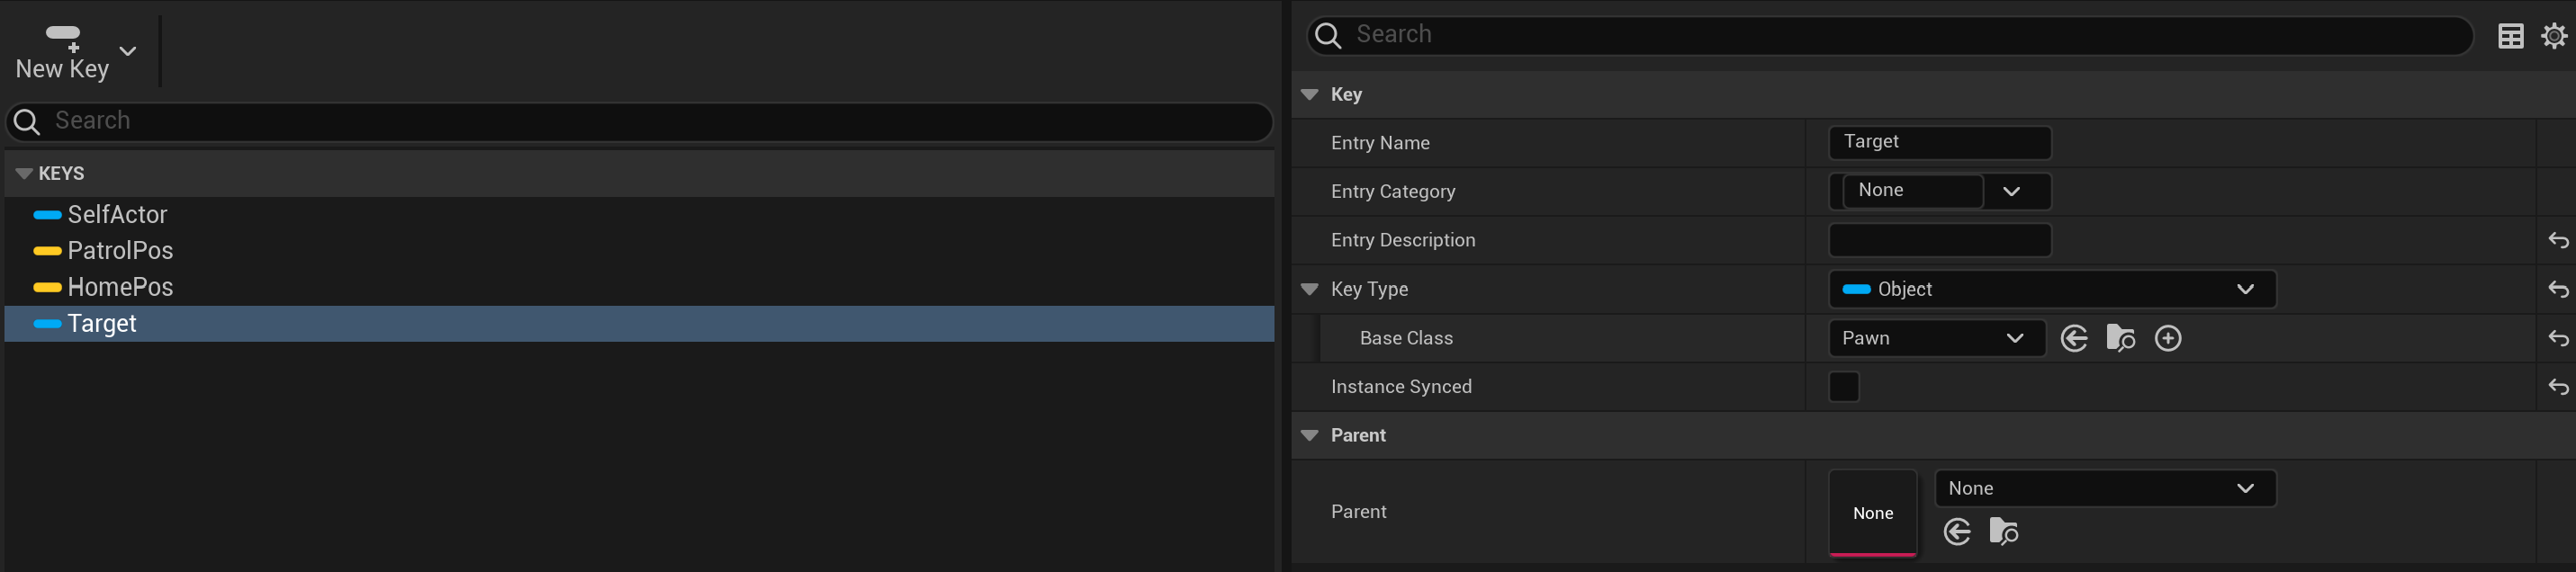 New Key
Search
KEYS
SelfActor
PatrolPos
HomePos
Target
Search
Key
Entry Name
Target
Entry Category
None
Entry Description
Key Type
Object
Base Class
Pawn
Instance Synced
Parent
Parent
None
None